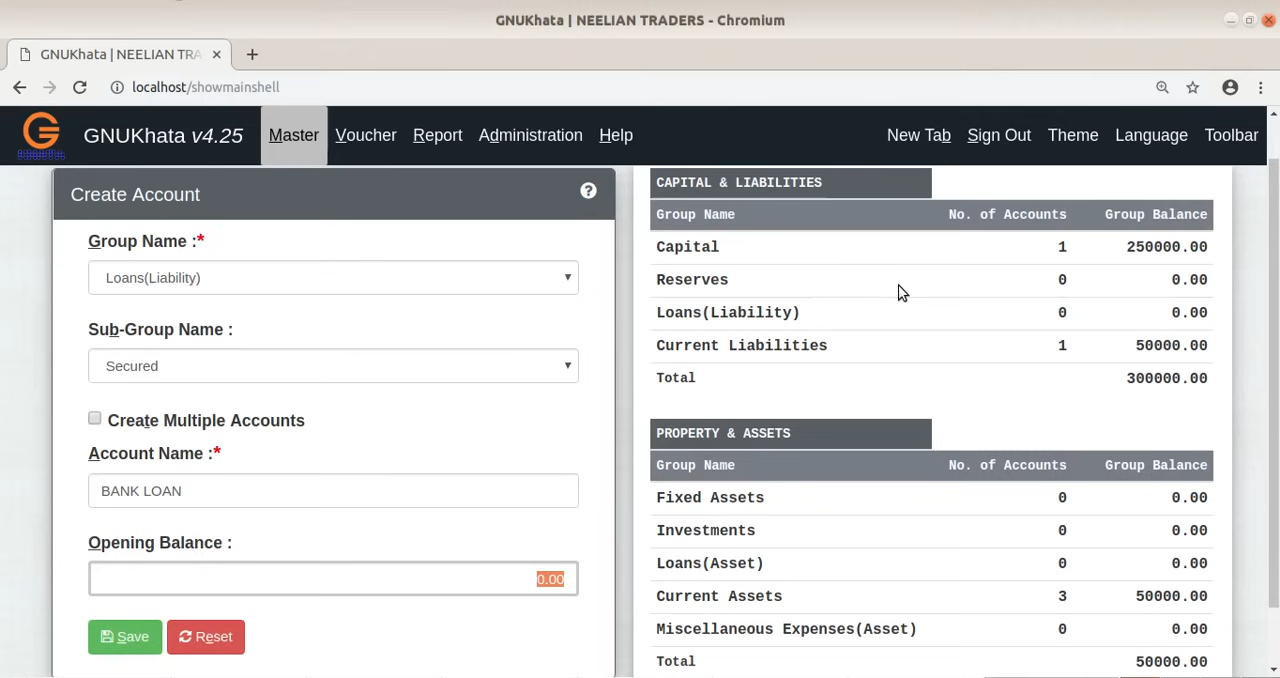 GNUKhata | NEELIAN TRADERS - Chromium
GNUKhata | NEELIAN TRA
localhost/showmainshell
GNUKhata v4.25 Master Voucher Report Administration Help New Tab Sign Out Theme Language Toolbar
Create Account
Group Name :*
Loans(Liability)
Sub-Group Name :
Secured
Create Multiple Accounts
Account Name :*
BANK LOAN
Opening Balance :
0.00
Save Reset
CAPITAL & LIABILITIES
Group Name No. of Accounts Group Balance
Capital 1 250000.00
Reserves 0 0.00
Loans(Liability) 0 0.00
Current Liabilities 1 50000.00
Total 300000.00
PROPERTY & ASSETS
Group Name No. of Accounts Group Balance
Fixed Assets 0 0.00
Investments 0 0.00
Loans(Asset) 0 0.00
Current Assets 3 50000.00
Miscellaneous Expenses(Asset) 0 0.00
Total 50000.00